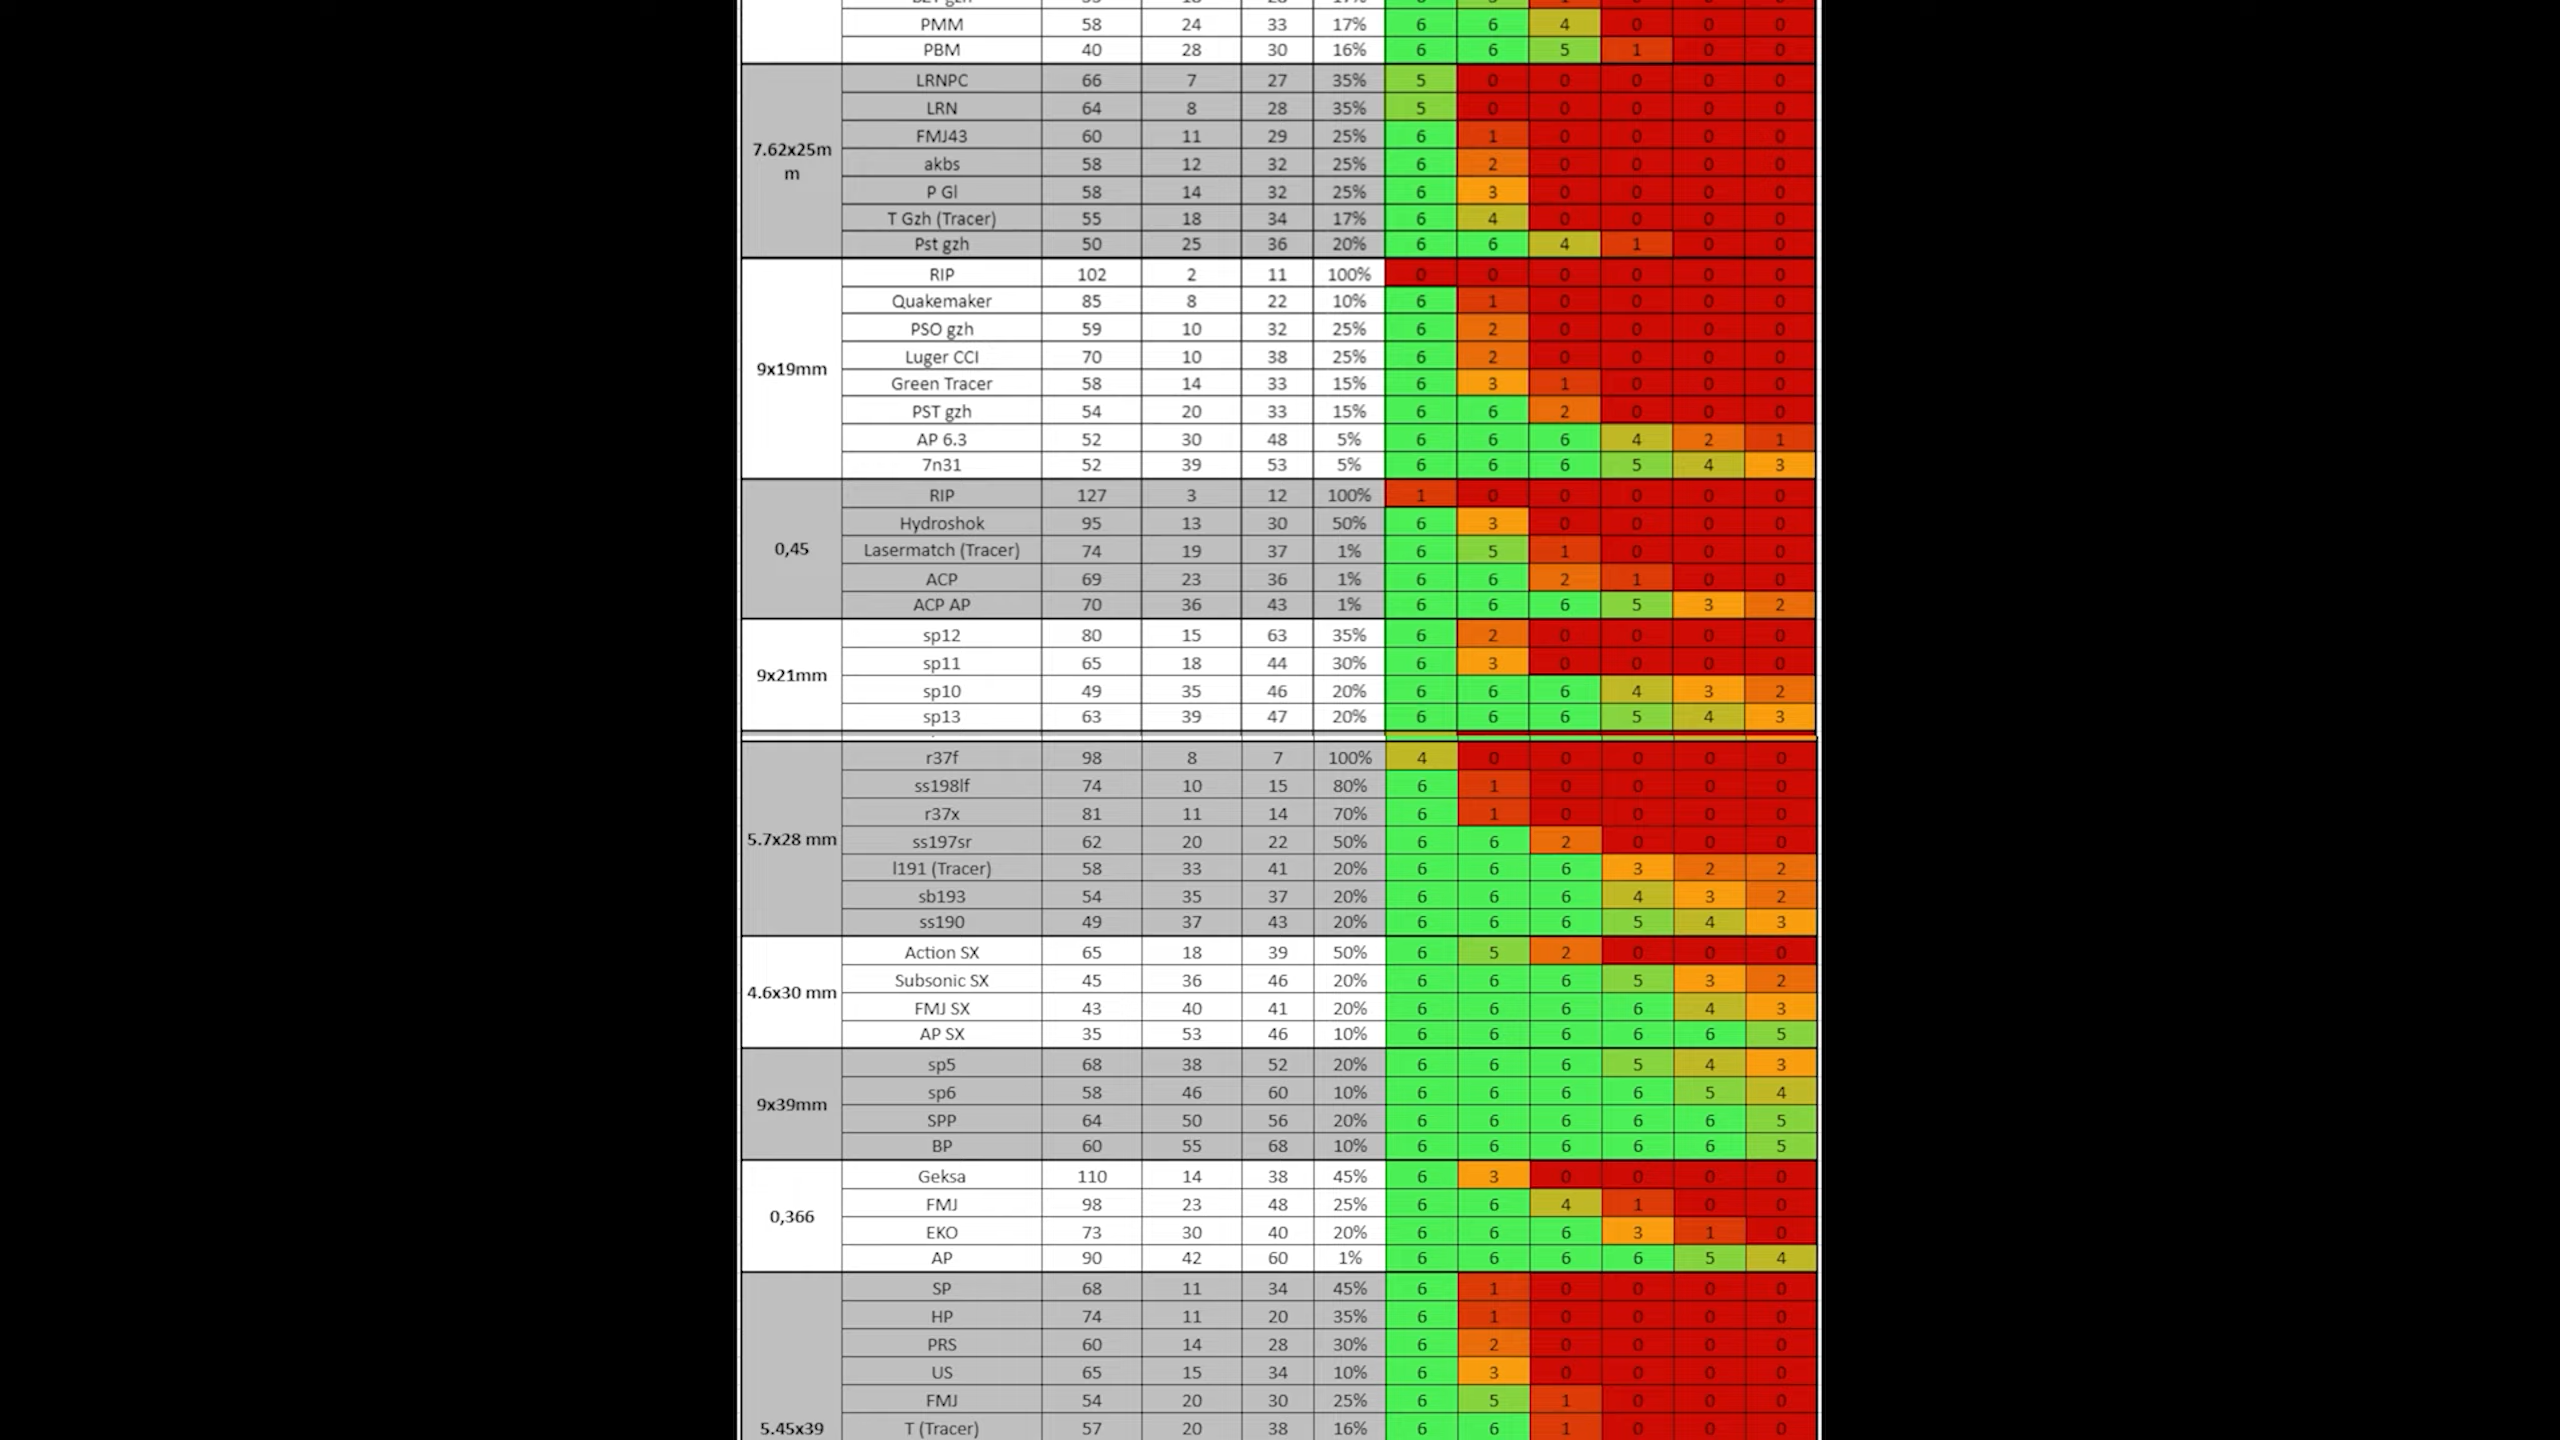 PMM 58 24 33 17% 6 6 4 0 0 0
PBM 40 28 30 16% 6 6 5 1 0 0
7.62x25m
m
LRNPC 66 7 27 35% 5 0 0 0 0 0
LRN 64 8 28 35% 5 0 0 0 0 0
FMJ43 60 11 29 25% 6 1 0 0 0 0
akbs 58 12 32 25% 6 2 0 0 0 0
P Gl 58 14 32 25% 6 3 0 0 0 0
T Gzh (Tracer) 55 18 34 17% 6 4 0 0 0 0
Pst gzh 50 25 36 20% 6 6 4 1 0 0
9x19mm
RIP 102 2 11 100% 0 0 0 0 0 0
Quakemaker 85 8 22 10% 6 1 0 0 0 0
PSO gzh 59 10 32 25% 6 2 0 0 0 0
Luger CCI 70 10 38 25% 6 2 0 0 0 0
Green Tracer 58 14 33 15% 6 3 1 0 0 0
PST gzh 54 20 33 15% 6 6 2 0 0 0
AP 6.3 52 30 48 5% 6 6 6 4 2 1
7n31 52 39 53 5% 6 6 6 5 4 3
0,45
RIP 127 3 12 100% 1 0 0 0 0 0
Hydroshok 95 13 30 50% 6 3 0 0 0 0
Lasermatch (Tracer) 74 19 37 1% 6 5 1 0 0 0
ACP 69 23 36 1% 6 6 2 1 0 0
ACP AP 70 36 43 1% 6 6 6 5 3 2
9x21mm
sp12 80 15 63 35% 6 2 0 0 0 0
sp11 65 18 44 30% 6 3 0 0 0 0
sp10 49 35 46 20% 6 6 6 4 3 2
sp13 63 39 47 20% 6 6 6 5 4 3
5.7x28 mm
r37f 98 8 7 100% 4 0 0 0 0 0
ss198lf 74 10 15 80% 6 1 0 0 0 0
r37x 81 11 14 70% 6 1 0 0 0 0
ss197sr 62 20 22 50% 6 6 2 0 0 0
l191 (Tracer) 58 33 41 20% 6 6 6 3 2 2
sb193 54 35 37 20% 6 6 6 4 3 2
ss190 49 37 43 20% 6 6 6 5 4 3
4.6x30 mm
Action SX 65 18 39 50% 6 5 2 0 0 0
Subsonic SX 45 36 46 20% 6 6 6 5 3 2
FMJ SX 43 40 41 20% 6 6 6 6 4 3
AP SX 35 53 46 10% 6 6 6 6 6 5
9x39mm
sp5 68 38 52 20% 6 6 6 5 4 3
sp6 58 46 60 10% 6 6 6 6 5 4
SPP 64 50 56 20% 6 6 6 6 6 5
BP 60 55 68 10% 6 6 6 6 6 5
0,366
Geksa 110 14 38 45% 6 3 0 0 0 0
FMJ 98 23 48 25% 6 6 4 1 0 0
EKO 73 30 40 20% 6 6 6 3 1 0
AP 90 42 60 1% 6 6 6 6 5 4
5.45x39
SP 68 11 34 45% 6 1 0 0 0 0
HP 74 11 20 35% 6 1 0 0 0 0
PRS 60 14 28 30% 6 2 0 0 0 0
US 65 15 34 10% 6 3 0 0 0 0
FMJ 54 20 30 25% 6 5 1 0 0 0
T (Tracer) 57 20 38 16% 6 6 1 0 0 0